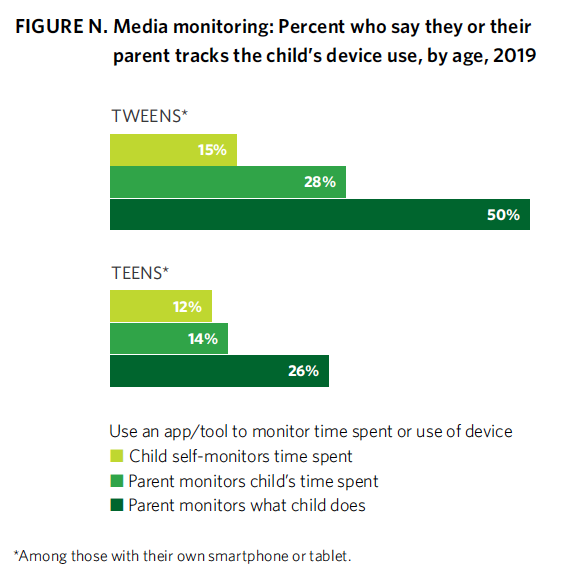 FIGURE N. Media monitoring: Percent who say they or their
parent tracks the child’s device use, by age, 2019
TWEENS*
15%
28%
50%
TEENS*
12%
14%
26%
Use an app/tool to monitor time spent or use of device
Child self-monitors time spent
Parent monitors child’s time spent
Parent monitors what child does
*Among those with their own smartphone or tablet.